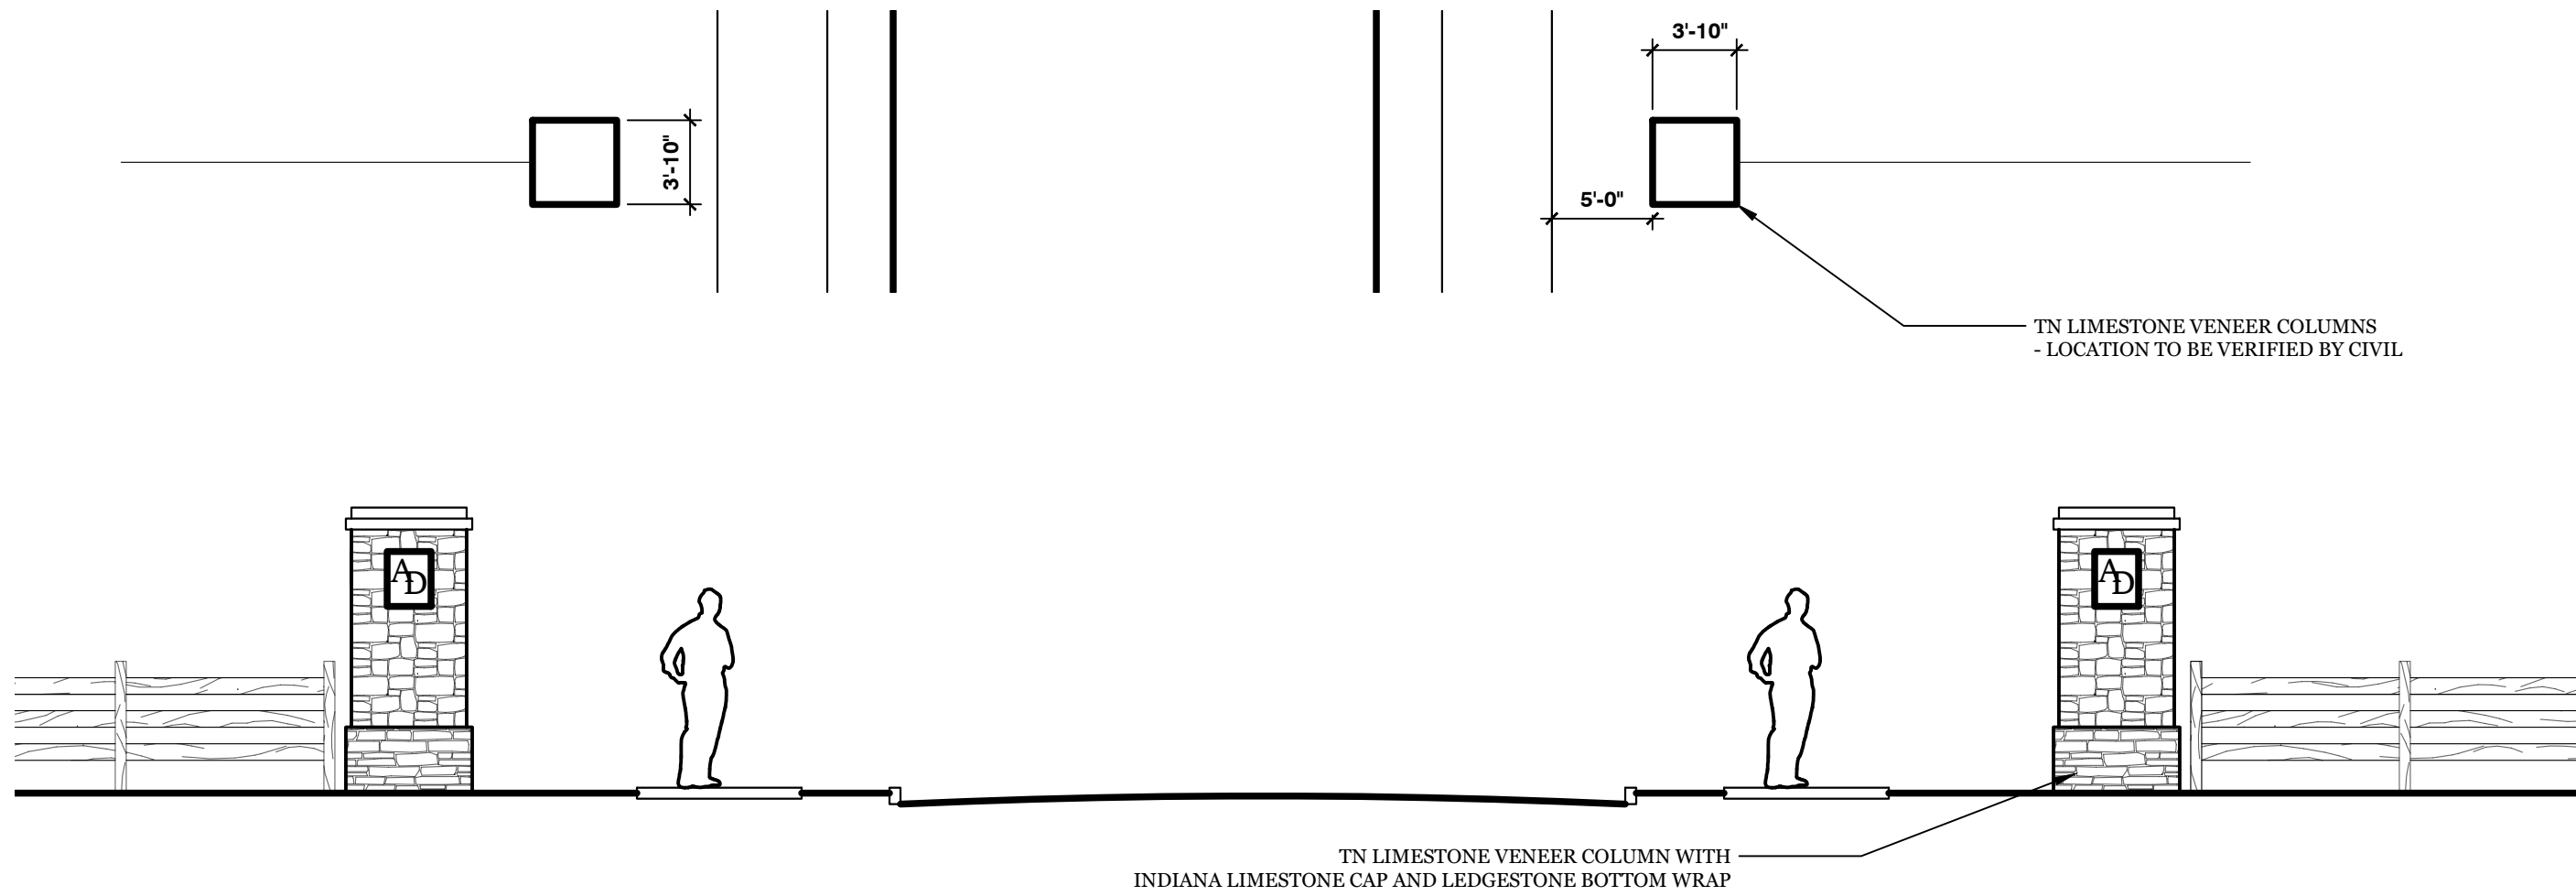 3'-10"
3'-10"
5'-0"
TN LIMESTONE VENEER COLUMNS
- LOCATION TO BE VERIFIED BY CIVIL
AD
AD
TN LIMESTONE VENEER COLUMN WITH
INDIANA LIMESTONE CAP AND LEDGESTONE BOTTOM WRAP